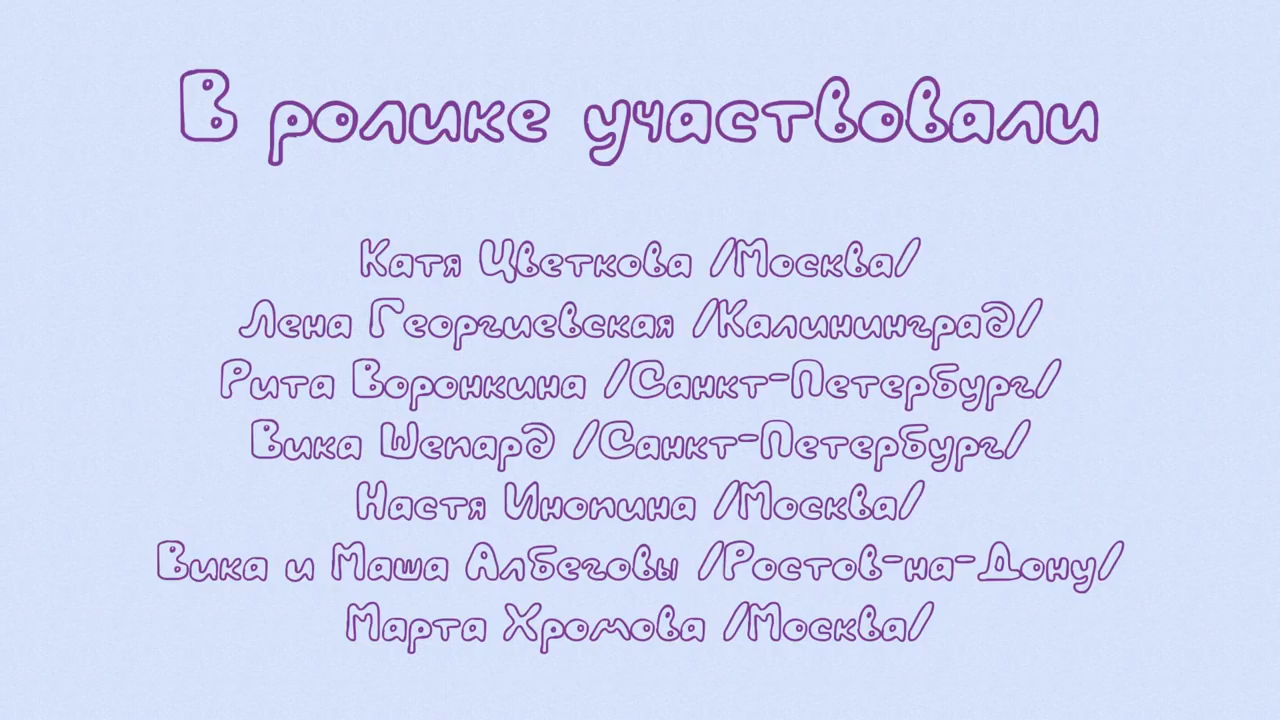 В ролике участвовали
Катя Цветкова /Москва/
Лена Георгиевская /Калининград/
Рита Воронкина /Санкт-Петербург/
Вика Шепард /Санкт-Петербург/
Настя Инопина /Москва/
Вика и Маша Албеговы /Ростов-на-Дону/
Марта Хромова /Москва/